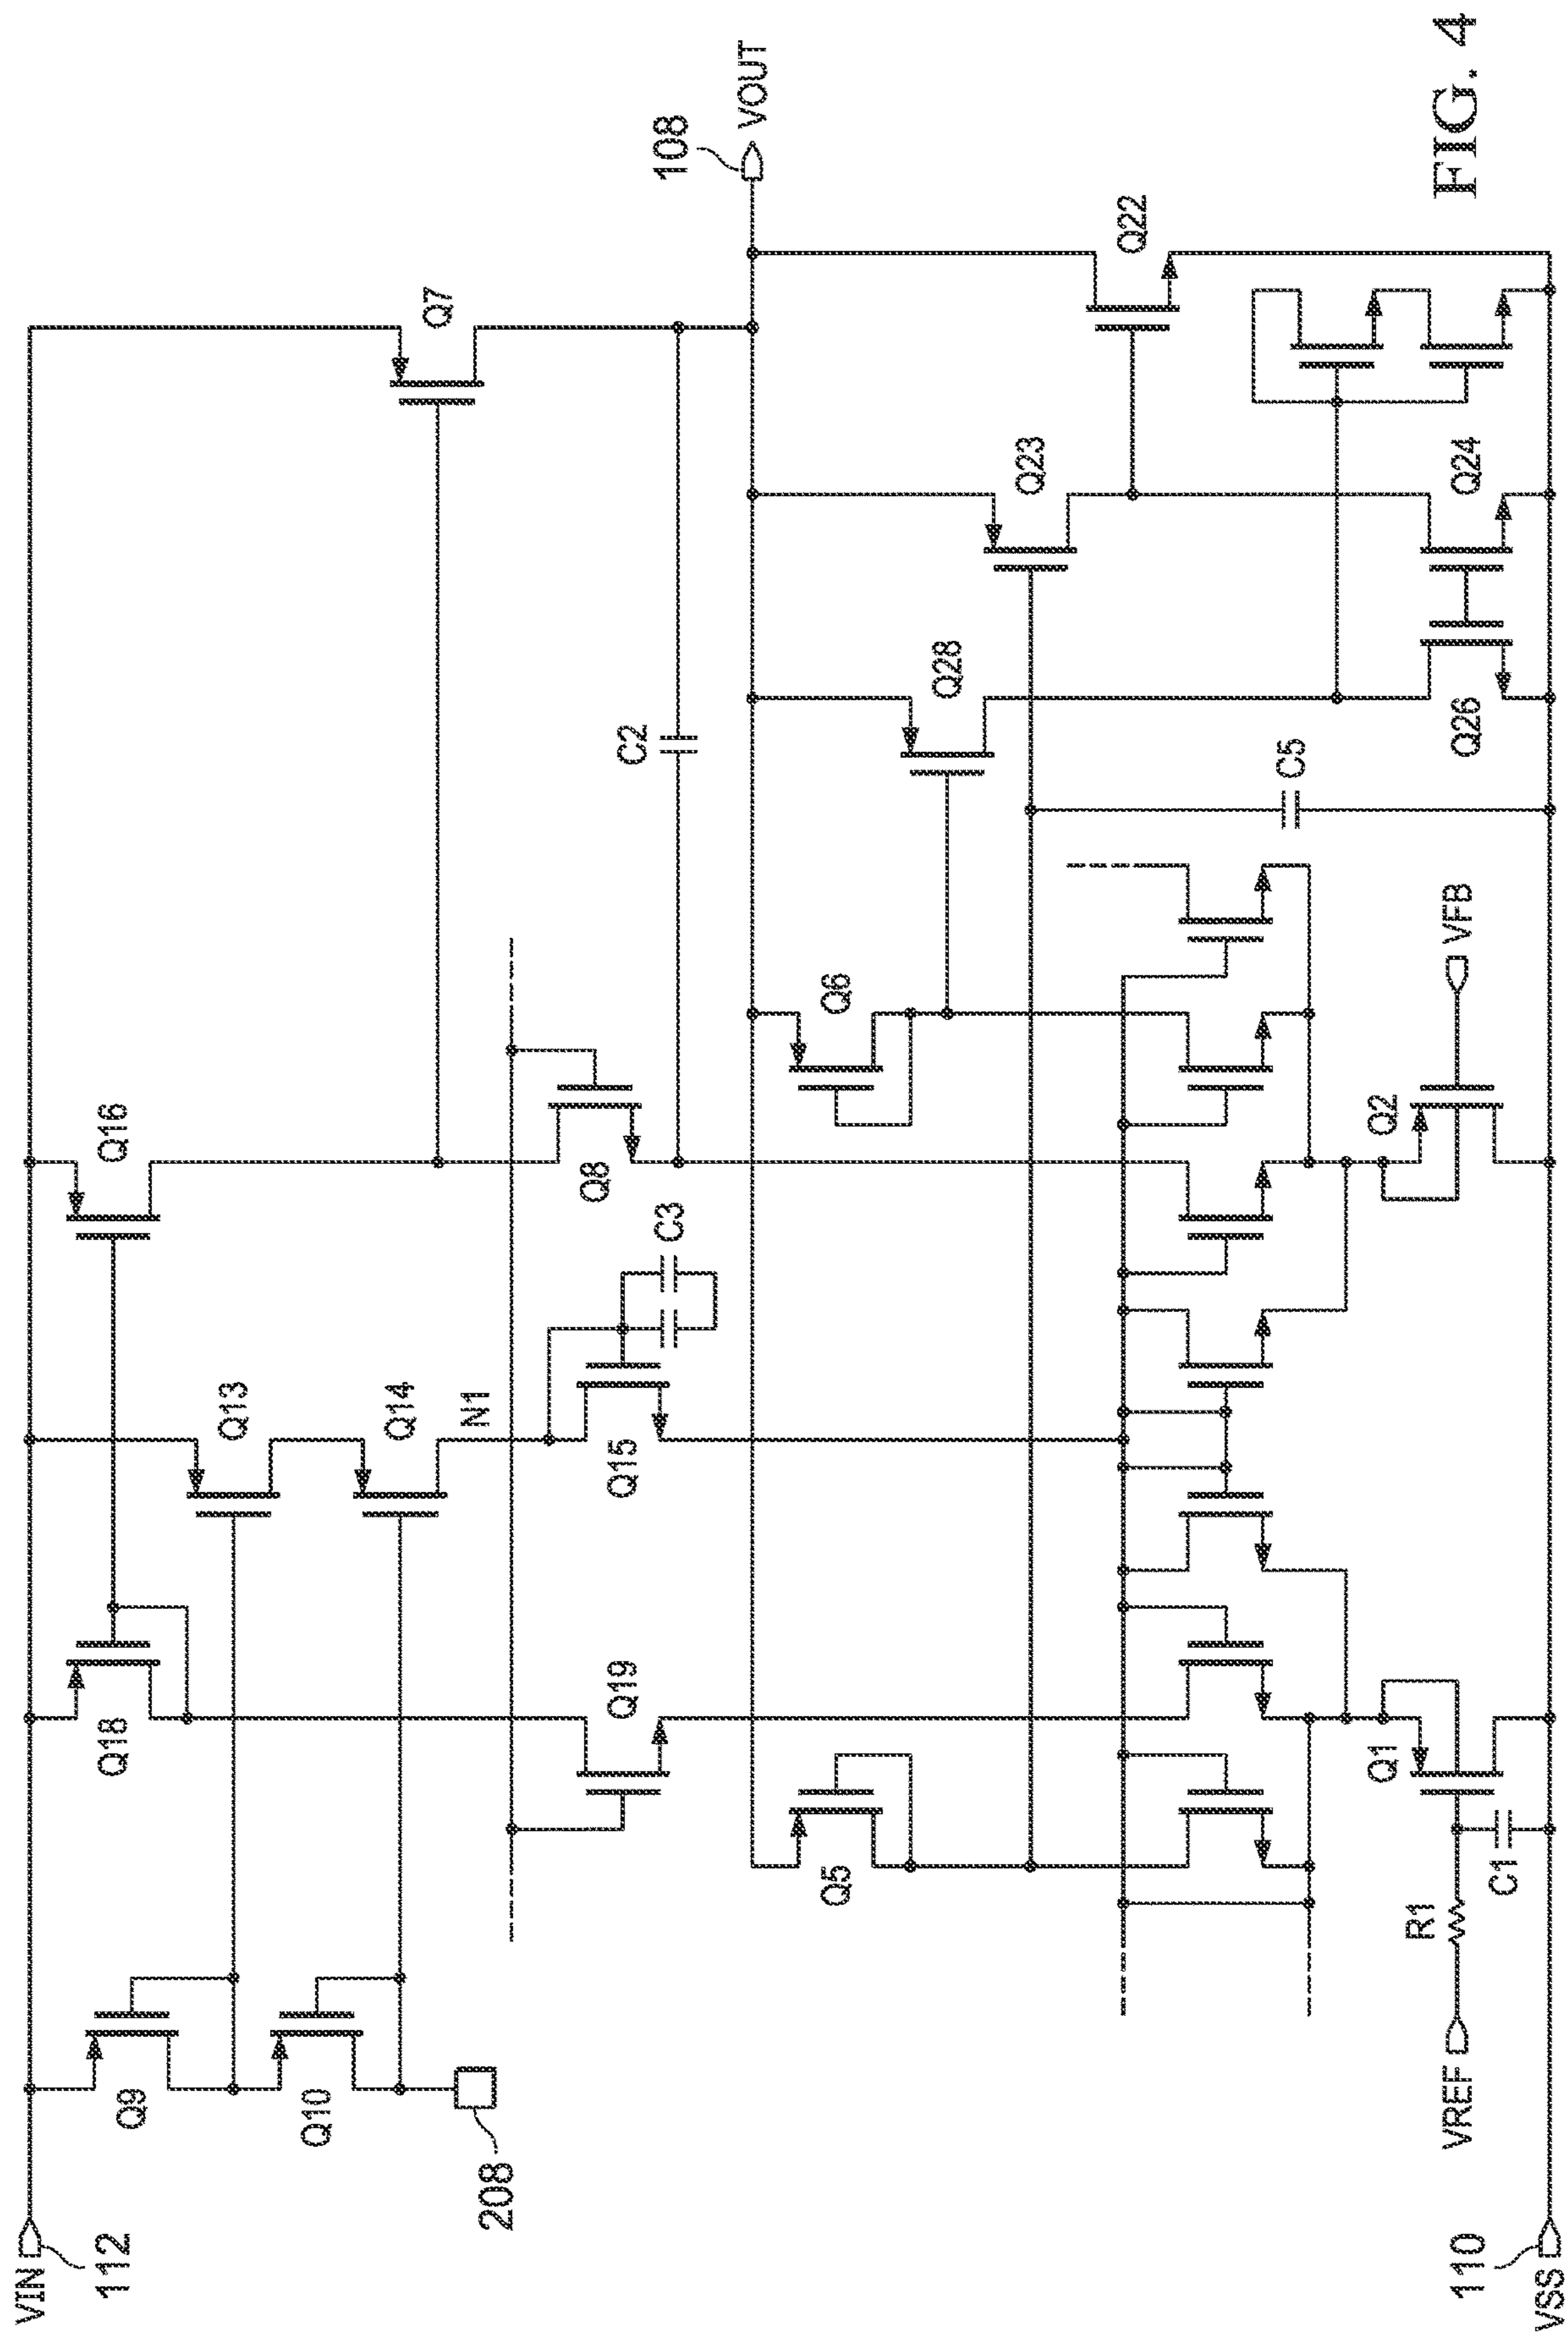 VIN
112
Q9
Q10
208
Q18
Q13
Q14
N1
Q16
Q7
Q19
Q15
C3
Q8
C2
108
VOUT
Q5
Q6
Q28
Q23
Q22
Q1
R1
C1
VREF
Q2
VFB
C5
Q26
Q24
110
VSS
FIG. 4